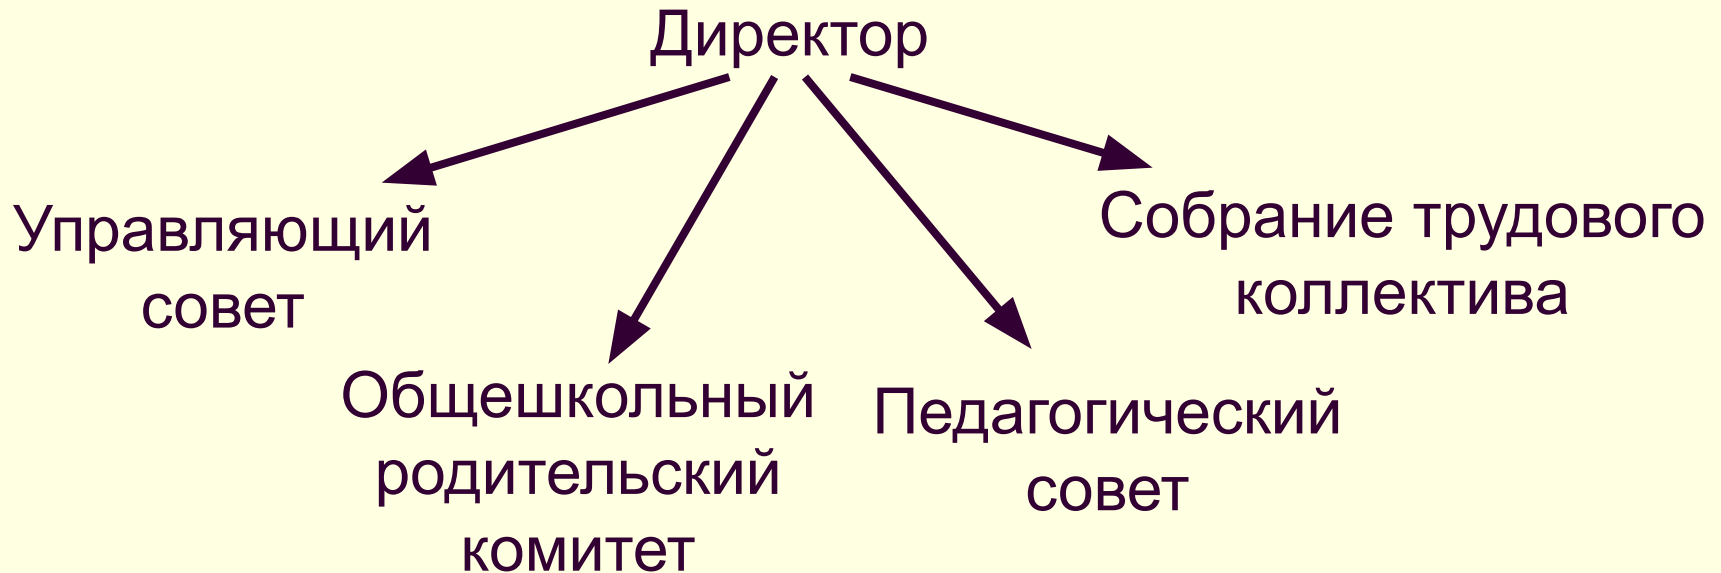 Директор
Управляющий
совет
Общешкольный
родительский
комитет
Педагогический
совет
Собрание трудового
коллектива